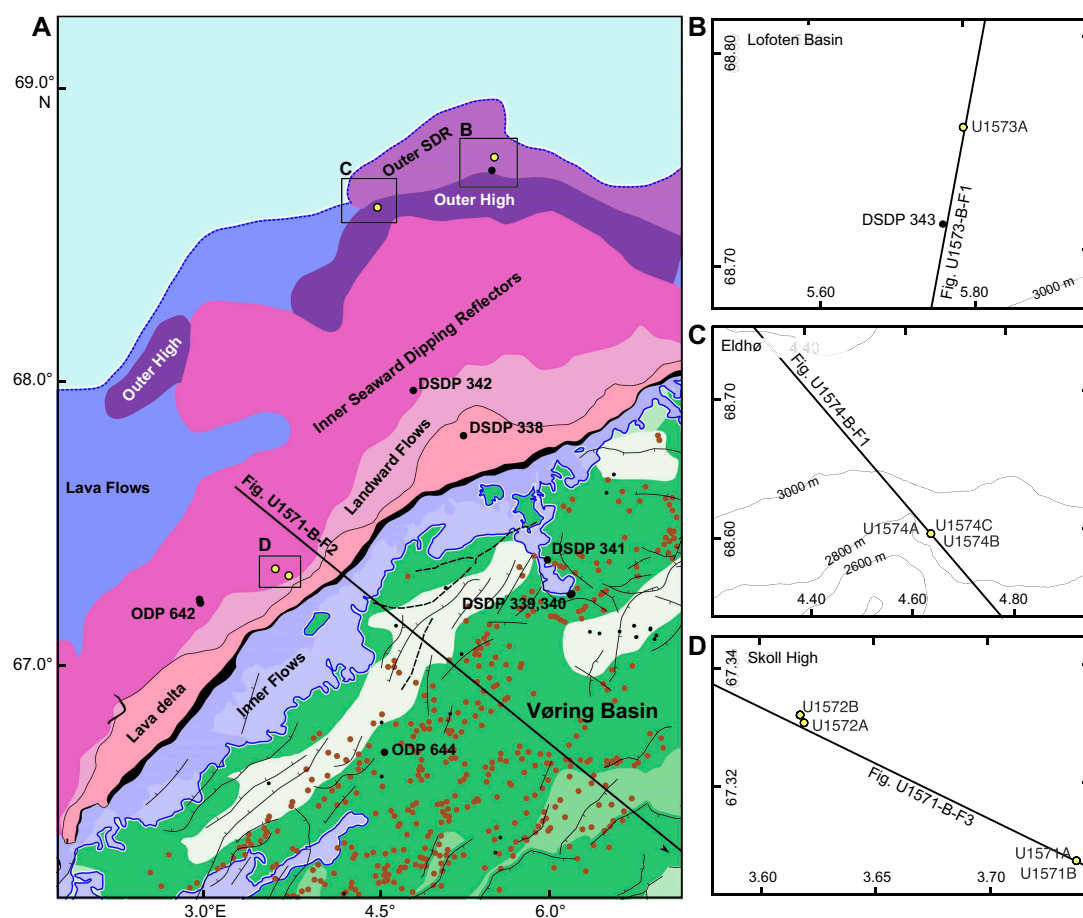 A
69.0°
N
68.0°
67.0°
3.0°E
4.5°
6.0°
B
C
D
Outer SDR
Outer High
Outer High
Inner Seaward Dipping Reflectors
Lava Flows
Landward Flows
DSDP 342
DSDP 338
Fig. U1571-B-F2
DSDP 341
DSDP 339,340
ODP 642
Lava delta
Inner Flows
Vøring Basin
ODP 644
B
Lofoten Basin
68.80
68.70
U1573A
DSDP 343
Fig. U1573-B-F1
5.60
5.80
3000 m
C
Eldhø
4.40
68.70
68.60
Fig. U1574-B-F1
3000 m
2800 m
2600 m
U1574A
U1574C
U1574B
4.40
4.60
4.80
D
Skoll High
67.34
67.32
U1572B
U1572A
Fig. U1571-B-F3
U1571A
U1571B
3.60
3.65
3.70